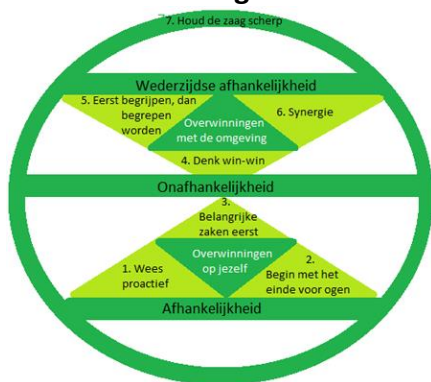 7. Houd de zaag scherp
Wederzijdse afhankelijkheid
5. Eerst begrijpen, dan
begrepen
worden
6. Synergie
Overwinningen
met de omgeving
4. Denk win-win
Onafhankelijkheid
3.
Belangrijke
zaken eerst
Overwinningen
op jezelf
1. Wees
proactief
2.
Begin met het
einde voor ogen
Afhankelijkheid